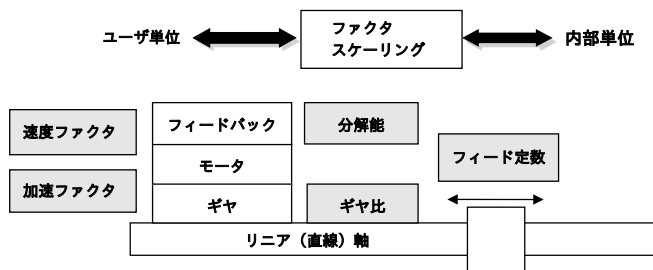 ユーザ単位
ファクタ
スケーリング
内部単位
速度ファクタ
フィードバック
分解能
モータ
フィード定数
加速ファクタ
ギヤ
ギヤ比
リニア（直線）軸